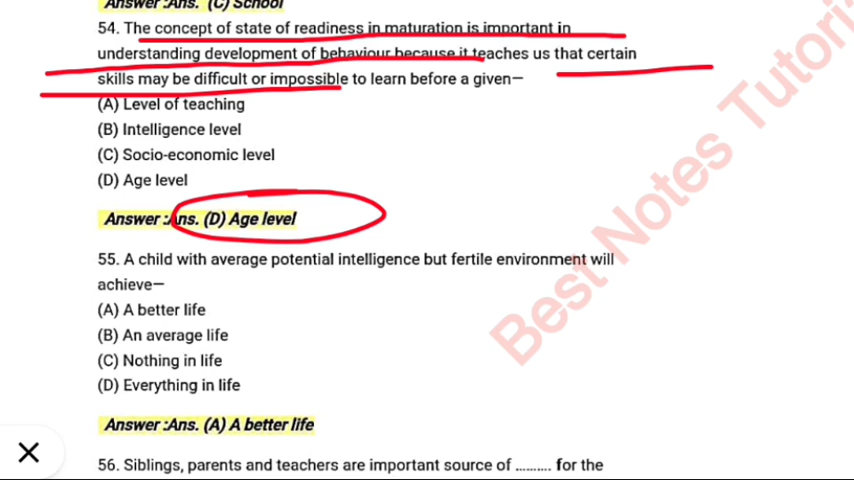 Answer :Ans. (C) School
54. The concept of state of readiness in maturation is important in
understanding development of behaviour because it teaches us that certain
skills may be difficult or impossible to learn before a given—
(A) Level of teaching
(B) Intelligence level
(C) Socio-economic level
(D) Age level
Answer :Ans. (D) Age level
55. A child with average potential intelligence but fertile environment will
achieve—
(A) A better life
(B) An average life
(C) Nothing in life
(D) Everything in life
Answer :Ans. (A) A better life
56. Siblings, parents and teachers are important source of .......... for the
Best Notes Tutori